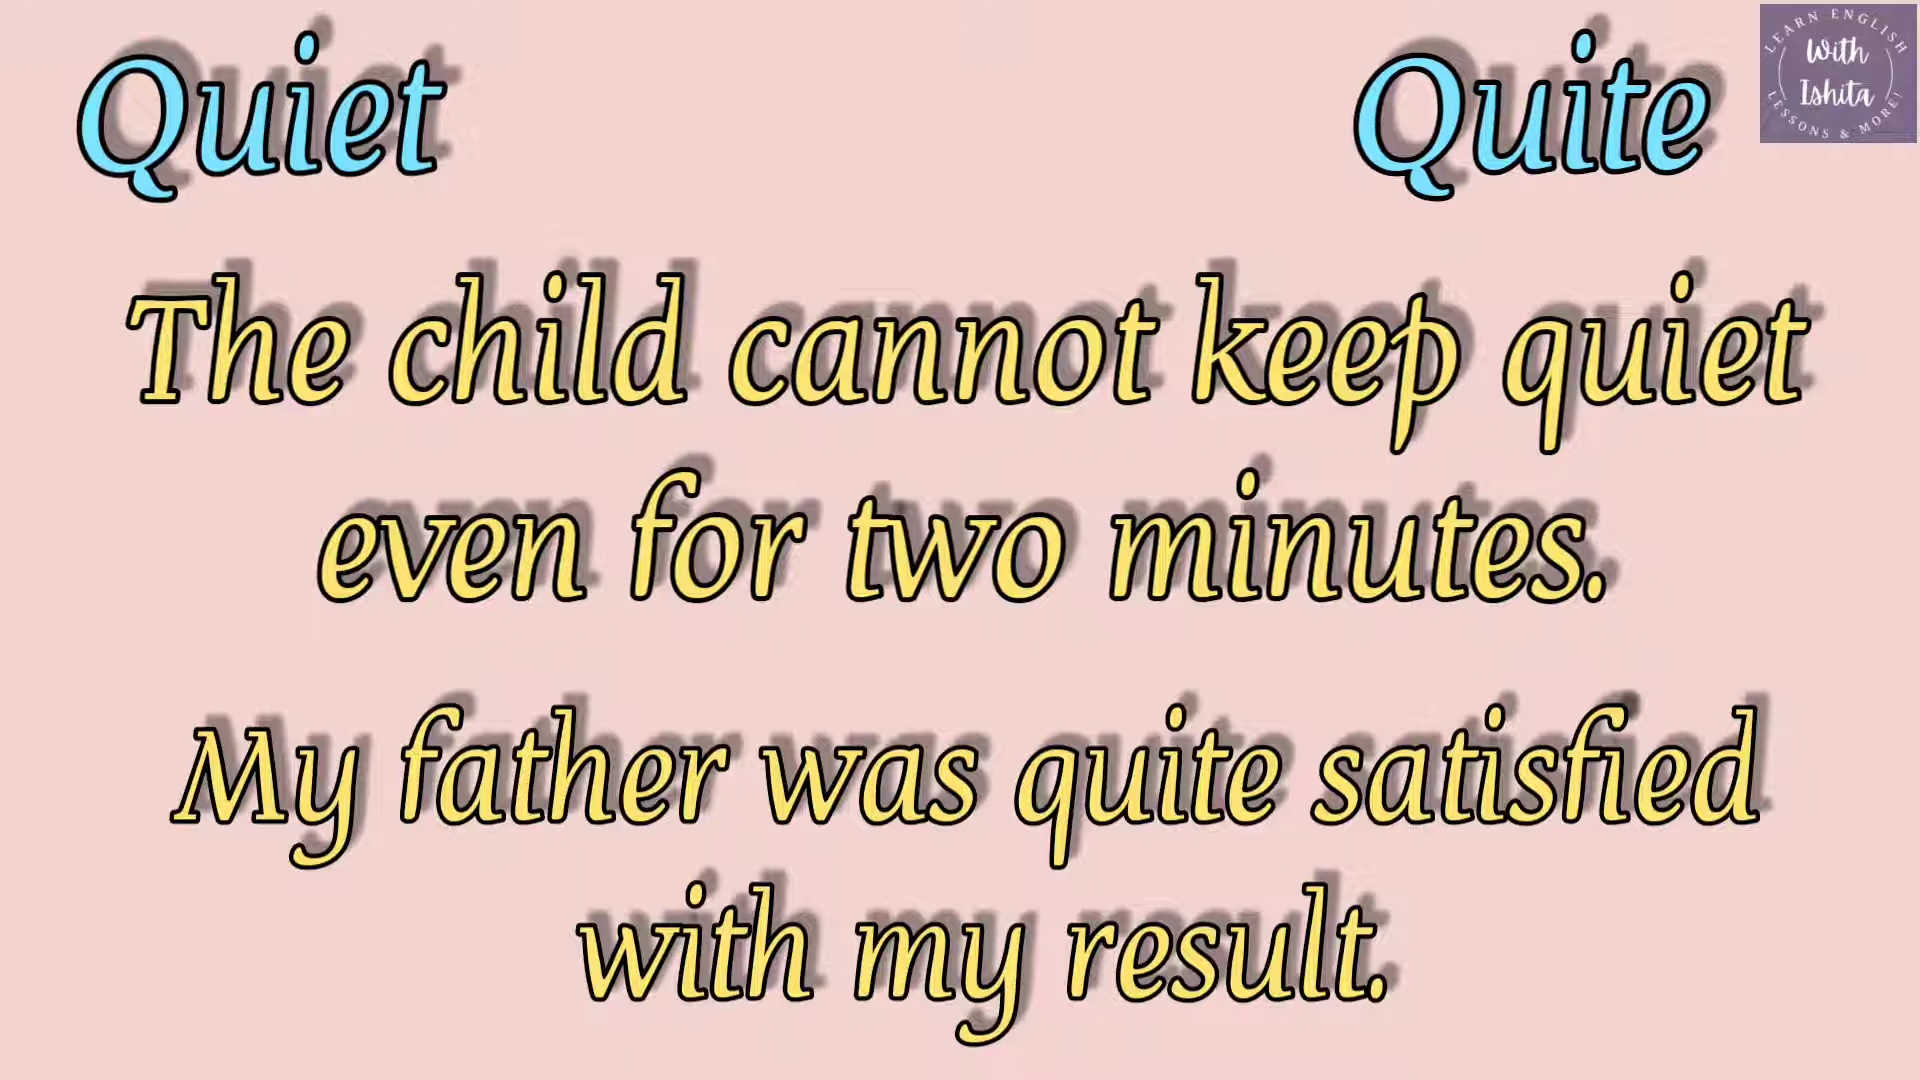 Quiet Quite
LEARN ENGLISH
With
Ishita
LESSONS & MORE!
The child cannot keep quiet
even for two minutes.
My father was quite satisfied
with my result.